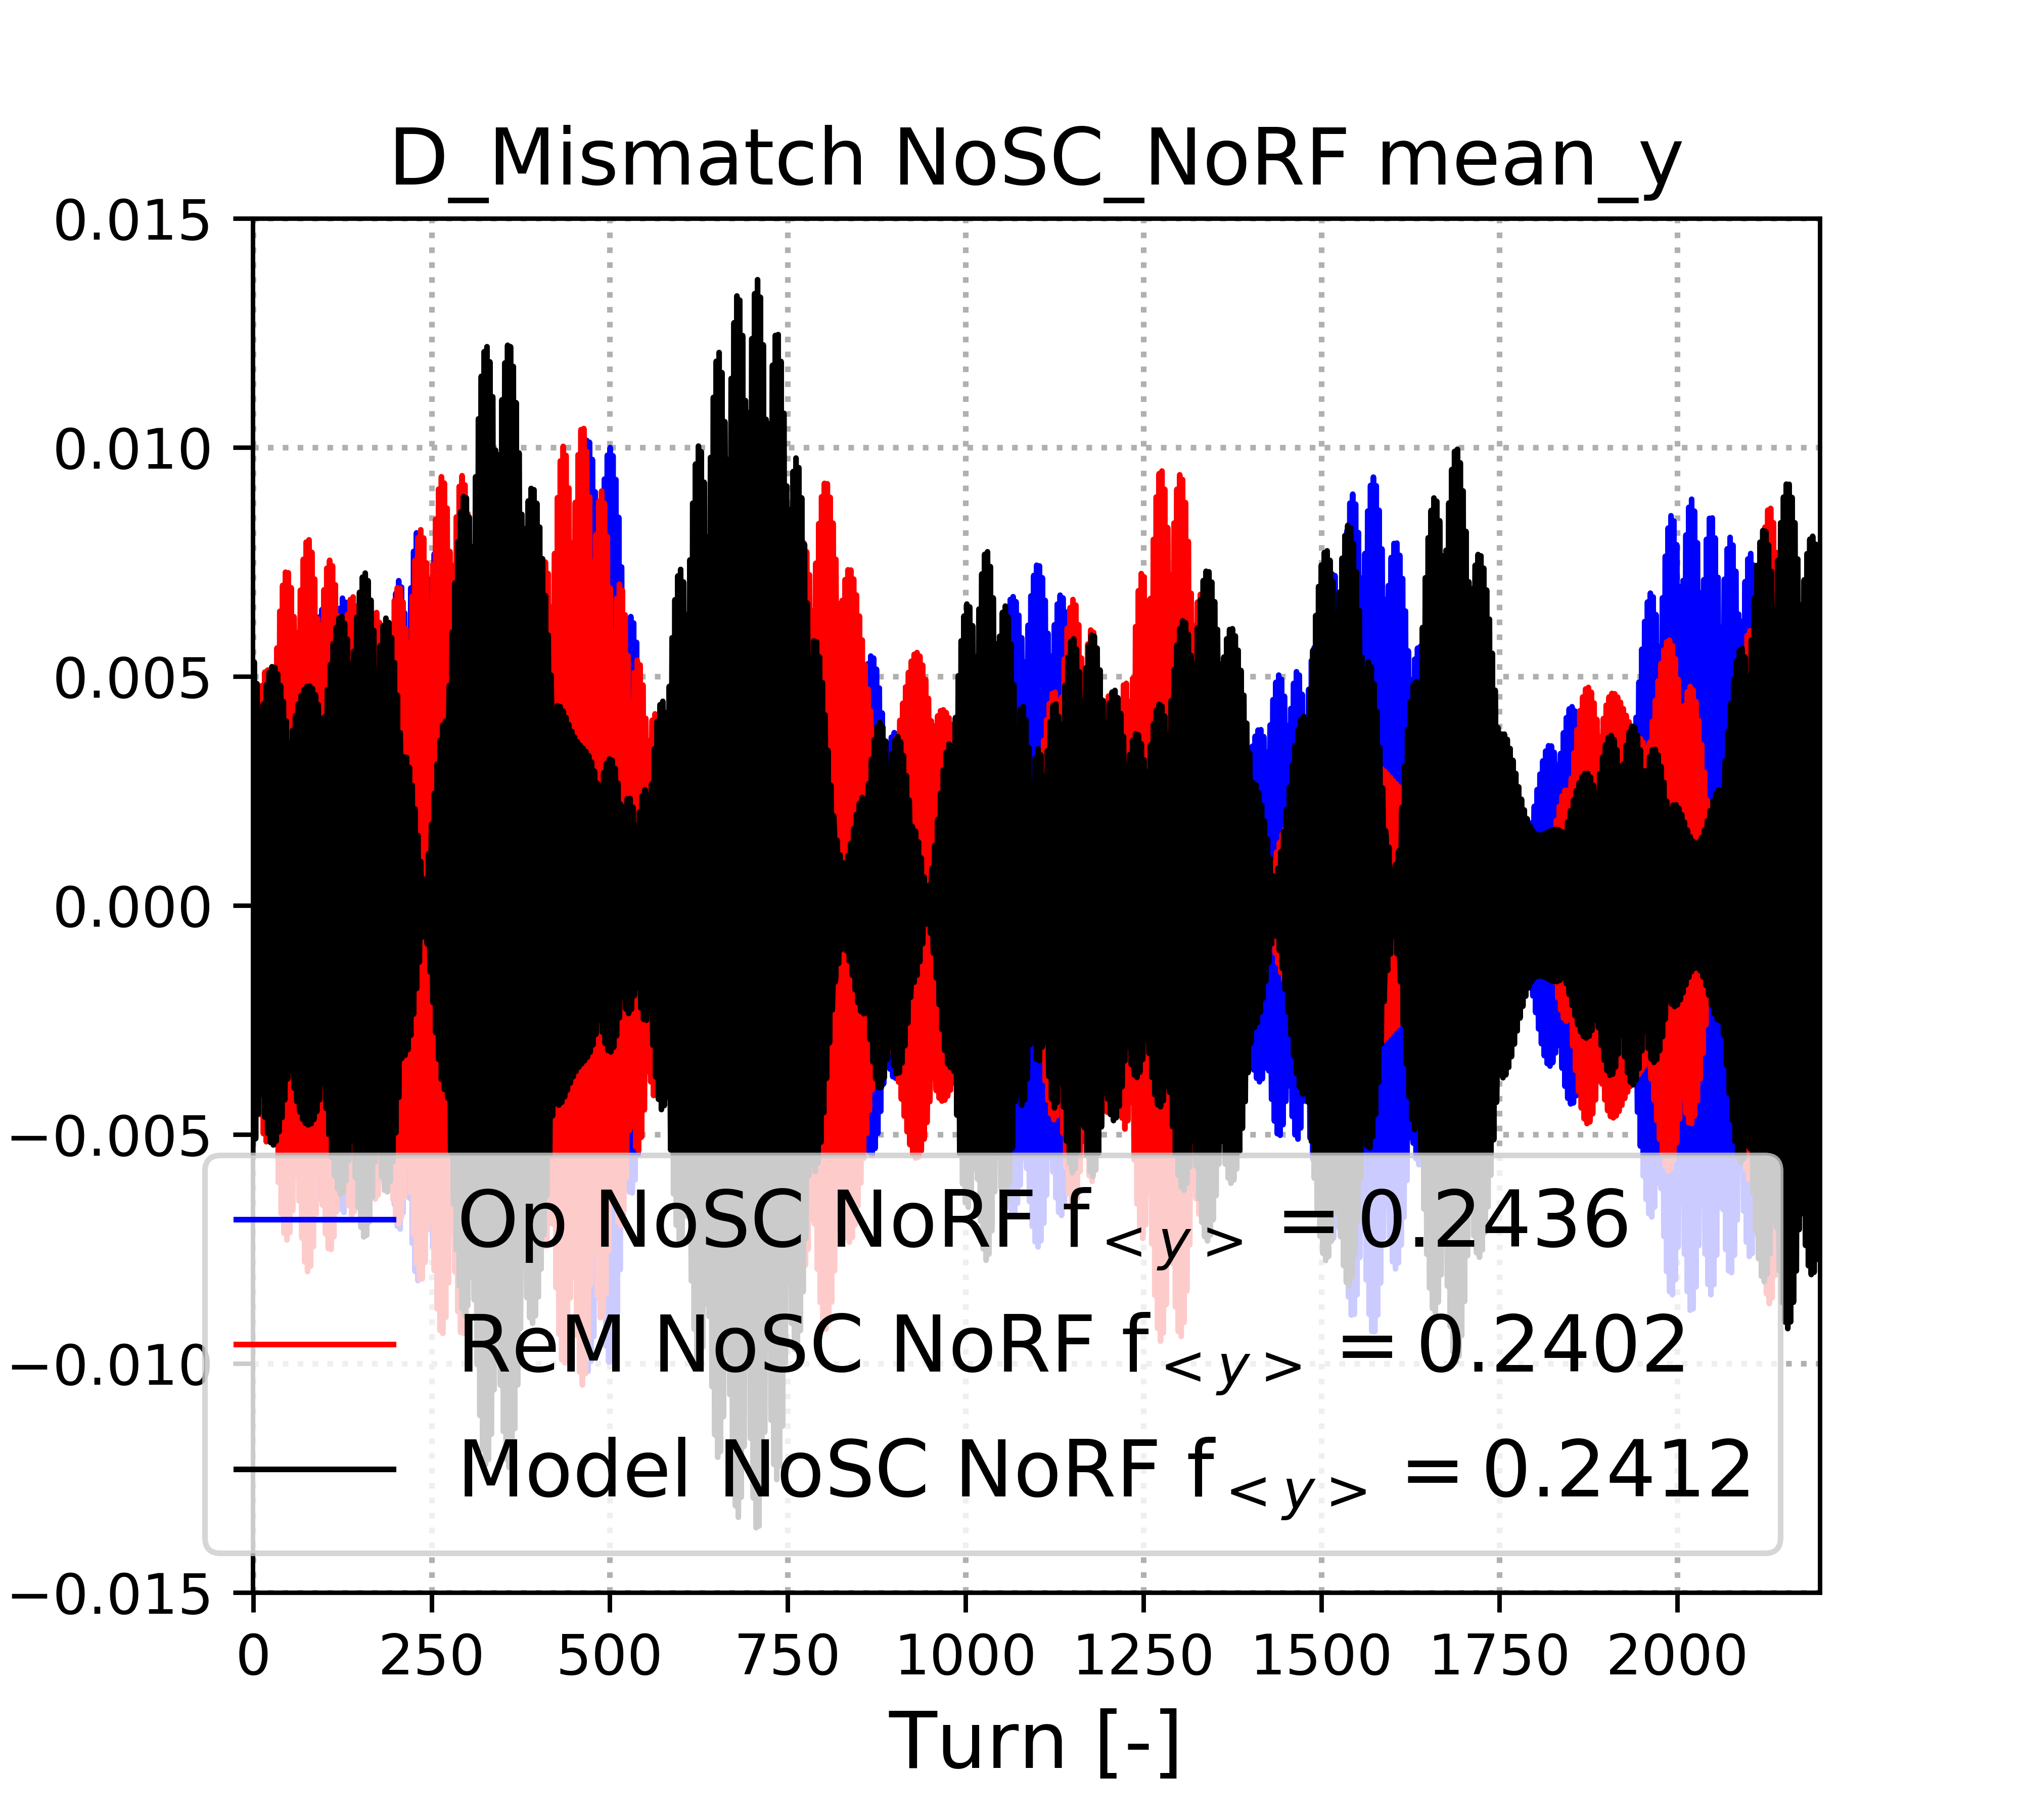 D_Mismatch NoSC_NoRF mean_y
0.015
0.010
0.005
0.000
−0.005
−0.010
−0.015
Op NoSC NoRF f<y> = 0.2436
ReM NoSC NoRF f<y> = 0.2402
Model NoSC NoRF f<y> = 0.2412
0 250 500 750 1000 1250 1500 1750 2000
Turn [-]